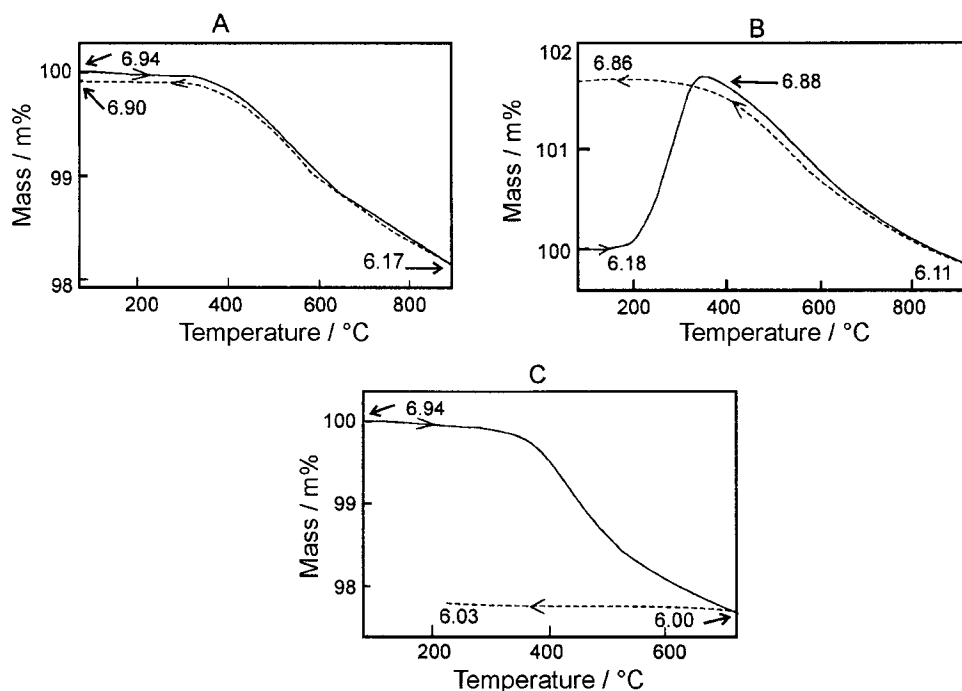 A
100
99
98
Mass / m%
6.94
6.90
6.17
200 400 600 800
Temperature / °C
B
102
101
100
Mass / m%
6.86
6.88
6.18
6.11
200 400 600 800
Temperature / °C
C
100
99
98
Mass / m%
6.94
6.03
6.00
200 400 600
Temperature / °C